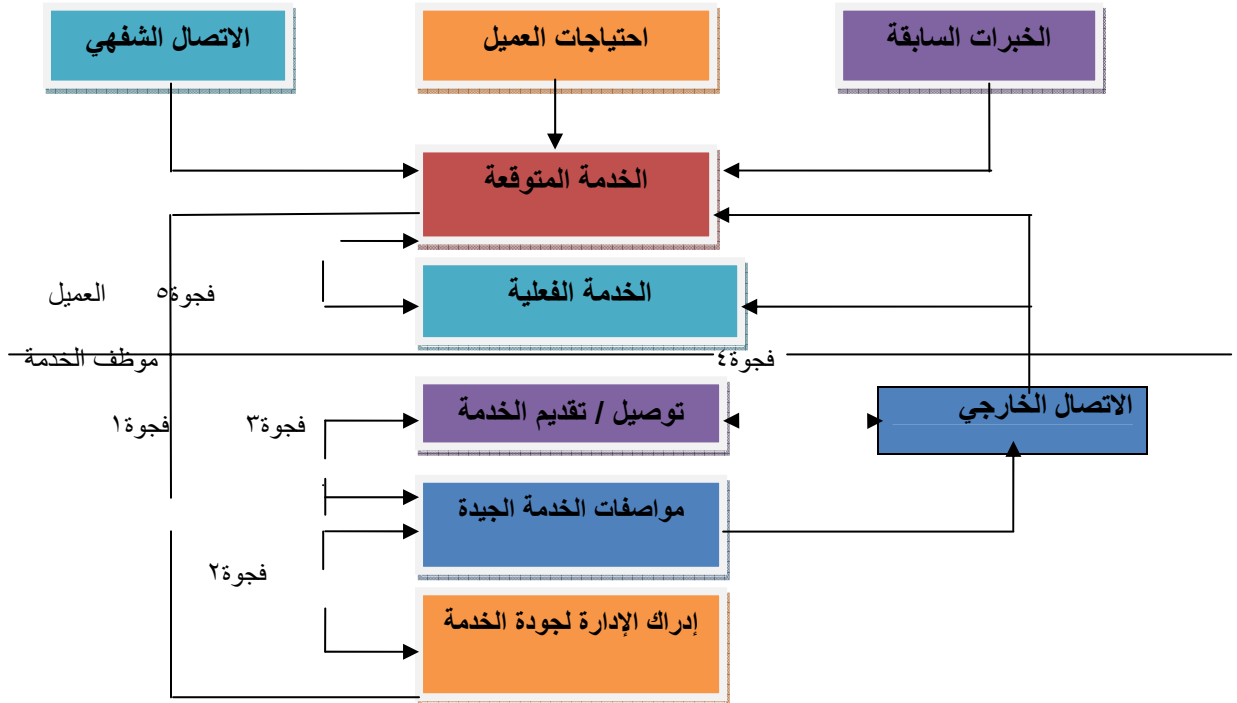 الخبرات السابقة
احتياجات العميل
الاتصال الشفهي
الخدمة المتوقعة
الخدمة الفعلية
فجوة٥
العميل
فجوة٤
موظف الخدمة
الاتصال الخارجي
توصيل / تقديم الخدمة
فجوة٣
فجوة١
مواصفات الخدمة الجيدة
فجوة٢
إدراك الإدارة لجودة الخدمة